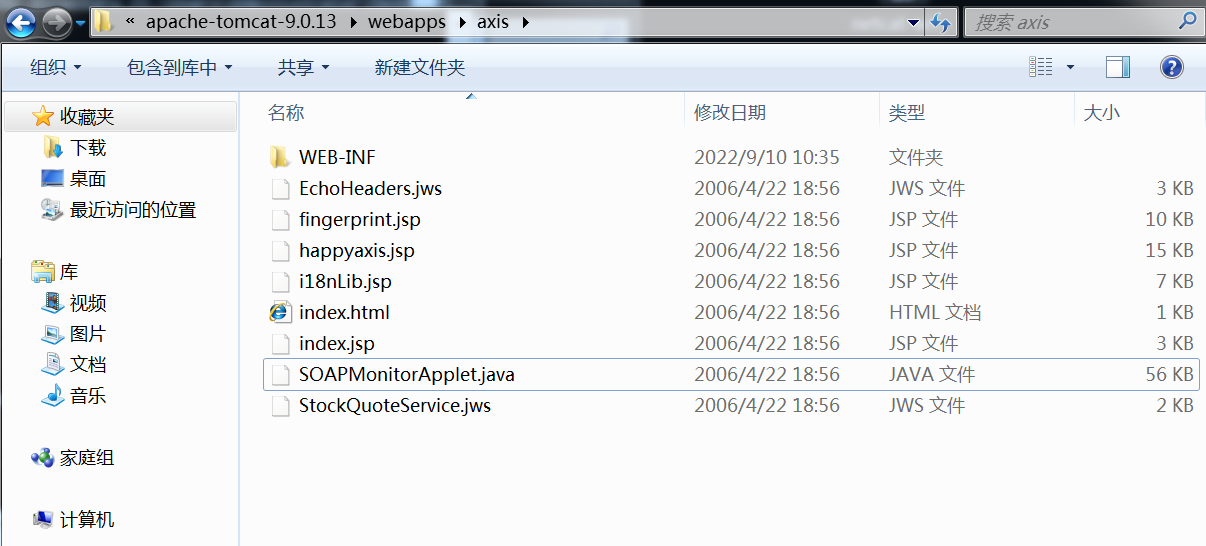 « apache-tomcat-9.0.13 webapps axis 搜索 axis
组织 包含到库中 共享 新建文件夹
收藏夹
下载
桌面
最近访问的位置
库
视频
图片
文档
音乐
家庭组
计算机
名称 修改日期 类型 大小
WEB-INF 2022/9/10 10:35 文件夹
EchoHeaders.jws 2006/4/22 18:56 JWS 文件 3 KB
fingerprint.jsp 2006/4/22 18:56 JSP 文件 10 KB
happyaxis.jsp 2006/4/22 18:56 JSP 文件 15 KB
i18nLib.jsp 2006/4/22 18:56 JSP 文件 7 KB
index.html 2006/4/22 18:56 HTML 文档 1 KB
index.jsp 2006/4/22 18:56 JSP 文件 3 KB
SOAPMonitorApplet.java 2006/4/22 18:56 JAVA 文件 56 KB
StockQuoteService.jws 2006/4/22 18:56 JWS 文件 2 KB